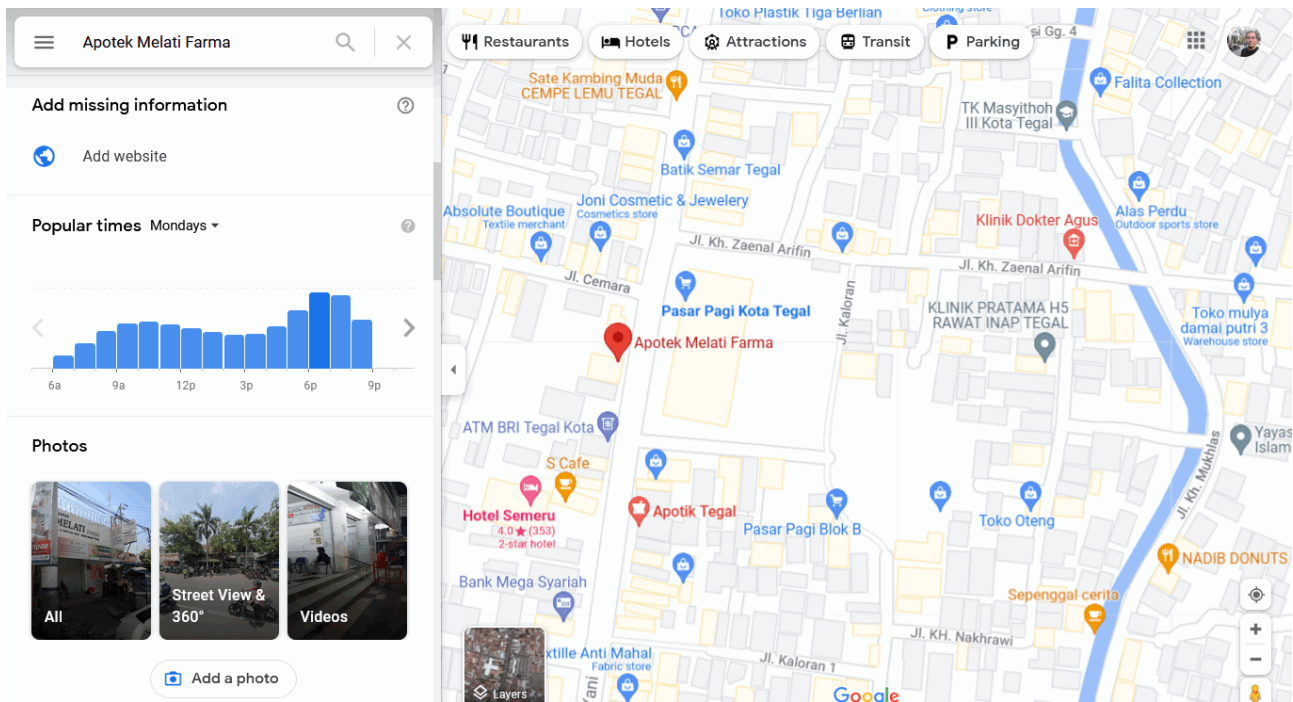 Apotek Melati Farma
Add missing information
Add website
Popular times Mondays
6a 9a 12p 3p 6p 9p
Photos
MELATI
All
Street View &
360°
Videos
Add a photo
Toko Plastik Tiga Berlian
Clothing store
Restaurants
Hotels
Attractions
Transit
Parking
si Gg. 4
Sate Kambing Muda
CEMPE LEMU TEGAL
Falita Collection
TK Masyithoh
III Kota Tegal
Batik Semar Tegal
Joni Cosmetic & Jewelery
Cosmetics store
Absolute Boutique
Textile merchant
Alas Perdu
Outdoor sports store
Klinik Dokter Agus
Jl. Kh. Zaenal Arifin
Jl. Kh. Zaenal Arifin
Jl. Cemara
Jl. Kaloran
Pasar Pagi Kota Tegal
KLINIK PRATAMA H5
RAWAT INAP TEGAL
Toko mulya
damai putri 3
Warehouse store
Apotek Melati Farma
ATM BRI Tegal Kota
Yayas
Islam
Jl. Kh. Mukhlas
S Cafe
Hotel Semeru
4.0 ★ (353)
2-star hotel
Apotik Tegal
Pasar Pagi Blok B
Toko Oteng
NADIB DONUTS
Bank Mega Syariah
Sepenggal cerita
Jl. KH. Nakhrawi
xtille Anti Mahal
Fabric store
Jl. Kaloran 1
Yani
Layers
Google